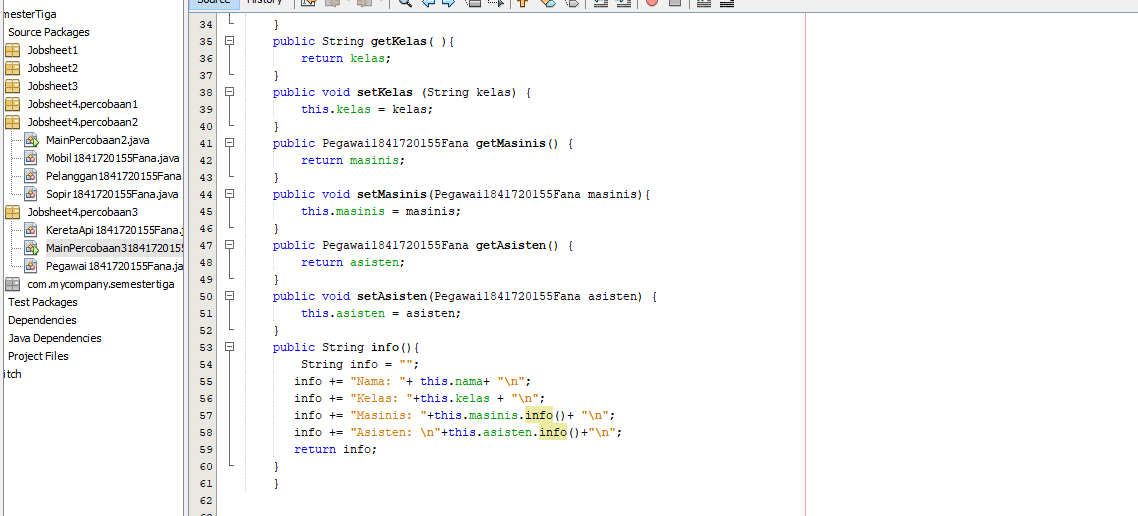 Source
History
mesterTiga
Source Packages
Jobsheet1
Jobsheet2
Jobsheet3
Jobsheet4.percobaan1
Jobsheet4.percobaan2
MainPercobaan2.java
Mobil1841720155Fana.java
Pelanggan1841720155Fana.
Sopir1841720155Fana.java
Jobsheet4.percobaan3
KeretaApi1841720155Fana.j
MainPercobaan3184172015
Pegawai1841720155Fana.ja
com.mycompany.semestertiga
Test Packages
Dependencies
Java Dependencies
Project Files
itch
34 }
35 public String getKelas( ){
36 return kelas;
37 }
38 public void setKelas (String kelas) {
39 this.kelas = kelas;
40 }
41 public Pegawai1841720155Fana getMasinis() {
42 return masinis;
43 }
44 public void setMasinis(Pegawai1841720155Fana masinis){
45 this.masinis = masinis;
46 }
47 public Pegawai1841720155Fana getAsisten() {
48 return asisten;
49 }
50 public void setAsisten(Pegawai1841720155Fana asisten) {
51 this.asisten = asisten;
52 }
53 public String info(){
54 String info = "";
55 info += "Nama: "+ this.nama+ "\n";
56 info += "Kelas: "+this.kelas + "\n";
57 info += "Masinis: "+this.masinis.info()+ "\n";
58 info += "Asisten: \n"+this.asisten.info()+"\n";
59 return info;
60 }
61 }
62